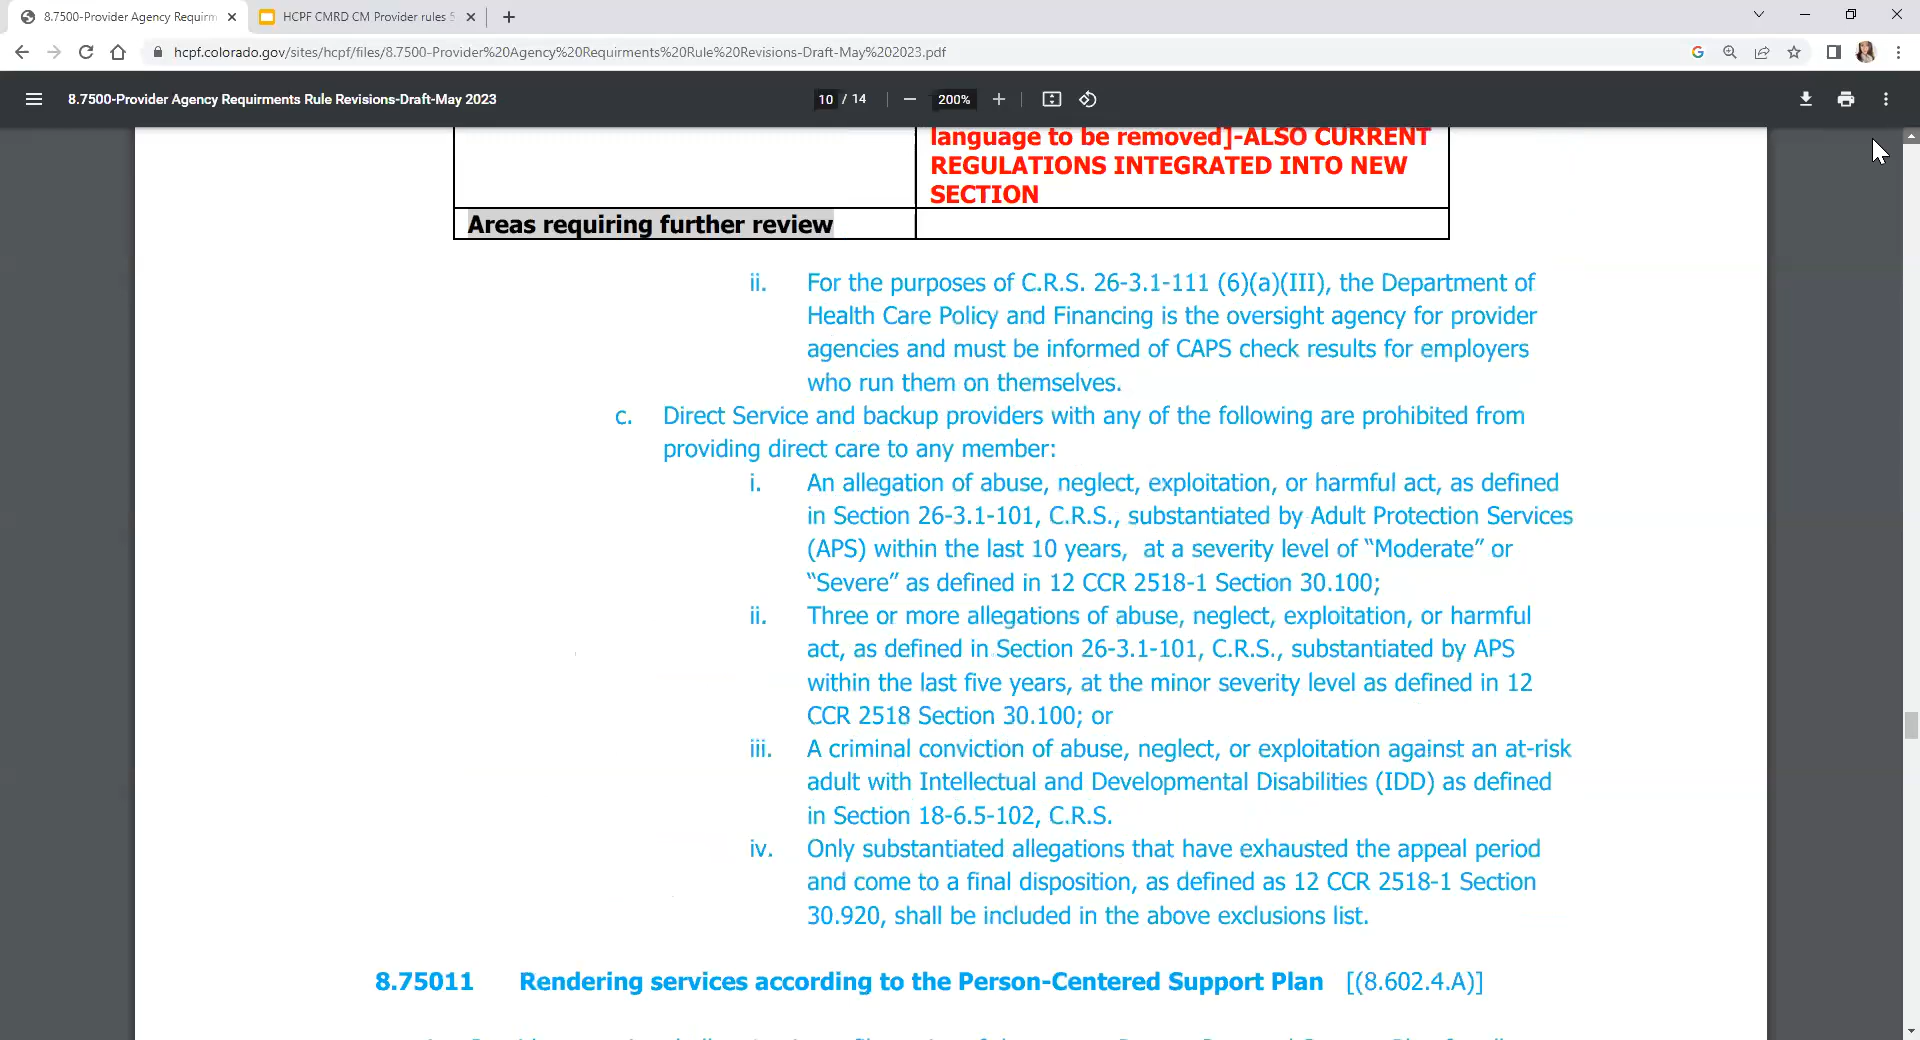 8.7500-Provider Agency Requirm
HCPF CMRD CM Provider rules 5
hcpf.colorado.gov/sites/hcpf/files/8.7500-Provider%20Agency%20Requirments%20Rule%20Revisions-Draft-May%202023.pdf
8.7500-Provider Agency Requirments Rule Revisions-Draft-May 2023
10 / 14
200%
language to be removed]-ALSO CURRENT
REGULATIONS INTEGRATED INTO NEW
SECTION
Areas requiring further review
ii. For the purposes of C.R.S. 26-3.1-111 (6)(a)(III), the Department of
Health Care Policy and Financing is the oversight agency for provider
agencies and must be informed of CAPS check results for employers
who run them on themselves.
c. Direct Service and backup providers with any of the following are prohibited from
providing direct care to any member:
i. An allegation of abuse, neglect, exploitation, or harmful act, as defined
in Section 26-3.1-101, C.R.S., substantiated by Adult Protection Services
(APS) within the last 10 years, at a severity level of “Moderate” or
“Severe” as defined in 12 CCR 2518-1 Section 30.100;
ii. Three or more allegations of abuse, neglect, exploitation, or harmful
act, as defined in Section 26-3.1-101, C.R.S., substantiated by APS
within the last five years, at the minor severity level as defined in 12
CCR 2518 Section 30.100; or
iii. A criminal conviction of abuse, neglect, or exploitation against an at-risk
adult with Intellectual and Developmental Disabilities (IDD) as defined
in Section 18-6.5-102, C.R.S.
iv. Only substantiated allegations that have exhausted the appeal period
and come to a final disposition, as defined as 12 CCR 2518-1 Section
30.920, shall be included in the above exclusions list.
8.75011 Rendering services according to the Person-Centered Support Plan [(8.602.4.A)]